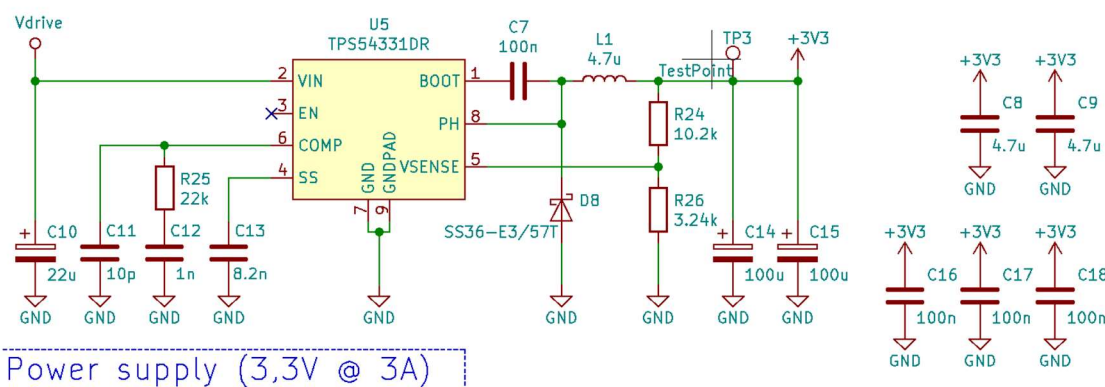 Vdrive
U5
TPS54331DR
2 VIN
3 EN
6 COMP
4 SS
BOOT 1
PH 8
VSENSE 5
GND
7
GNDPAD
9
C7
100n
L1
4.7u
TP3
TestPoint
+3V3
R24
10.2k
R26
3.24k
R25
22k
D8
SS36-E3/57T
C10
22u
C11
10p
C12
1n
C13
8.2n
C14
100u
C15
100u
GND
GND
GND
GND
GND
GND
GND
GND
GND
+3V3
+3V3
C8
4.7u
C9
4.7u
GND
GND
+3V3
+3V3
+3V3
C16
100n
C17
100n
C18
100n
GND
GND
GND
Power supply (3,3V @ 3A)